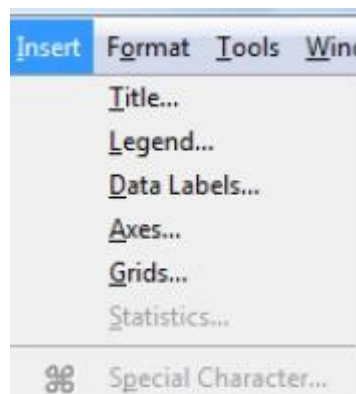 Insert Format Tools
Title...
Legend...
Data Labels...
Axes...
Grids...
Statistics...
Special Character...